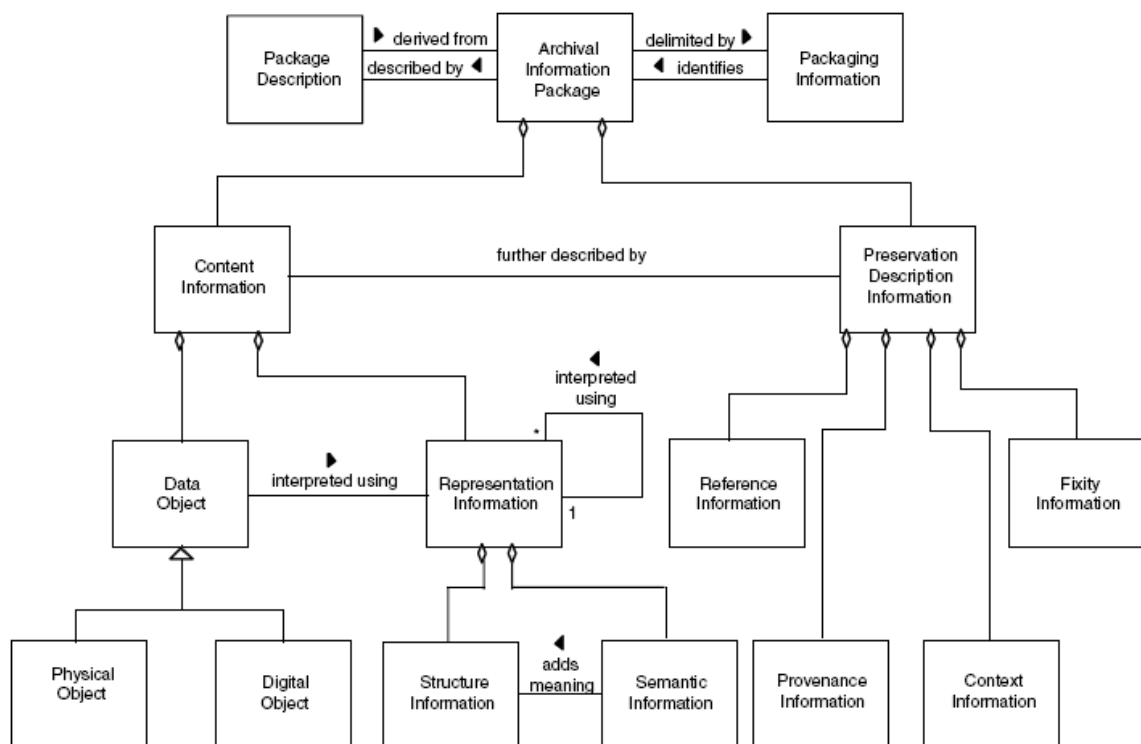 Package
Description
derived from
described by
Archival
Information
Package
delimited by
identifies
Packaging
Information
Content
Information
further described by
Preservation
Description
Information
interpreted
using
*
1
Data
Object
interpreted using
Representation
Information
Reference
Information
Fixity
Information
Physical
Object
Digital
Object
Structure
Information
adds
meaning
Semantic
Information
Provenance
Information
Context
Information